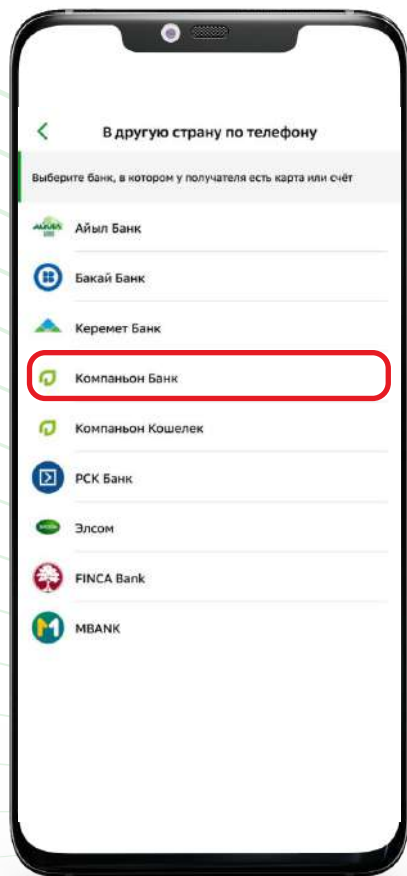 В другую страну по телефону
Выберите банк, в котором у получателя есть карта или счёт
Айыл Банк
Бакай Банк
Керемет Банк
Компаньон Банк
Компаньон Кошелек
РСК Банк
Элсом
FINCA Bank
MBANK